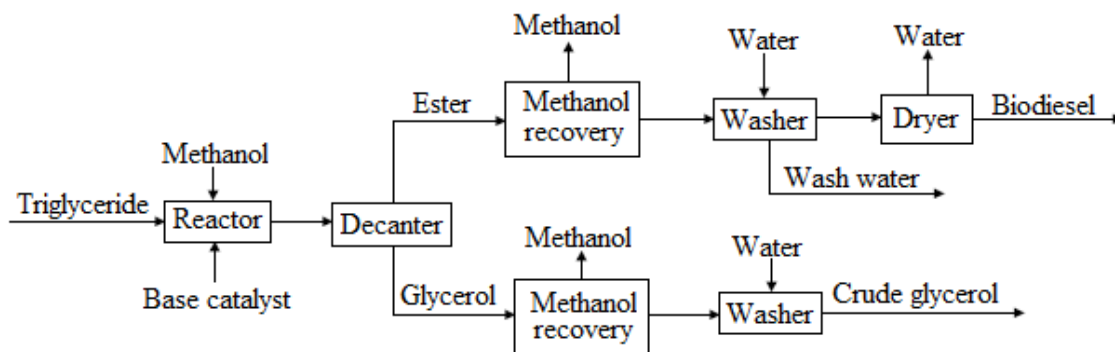 Methanol
Water
Water
Ester
Methanol
recovery
Washer
Dryer
Biodiesel
Methanol
Wash water
Triglyceride
Reactor
Decanter
Base catalyst
Methanol
Water
Glycerol
Methanol
recovery
Washer
Crude glycerol